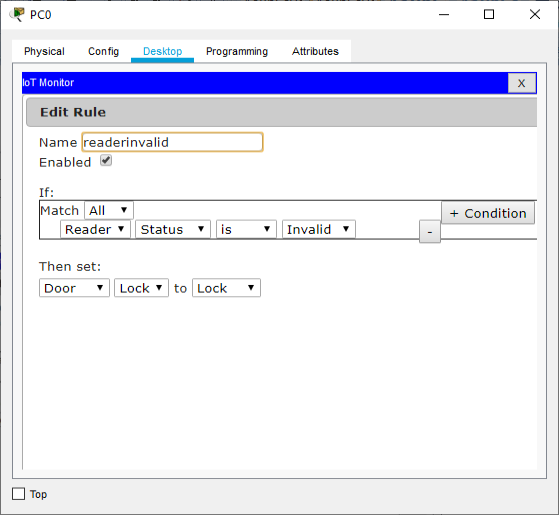 PC0
Physical Config Desktop Programming Attributes
IoT Monitor X
Edit Rule
Name readerinvalid
Enabled
If:
Match All + Condition
Reader Status is Invalid -
Then set:
Door Lock to Lock
Top